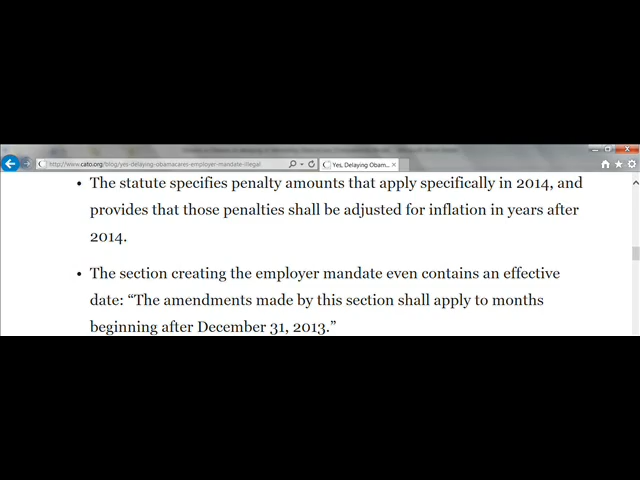 http://www.cato.org/blog/yes-delaying-obamacares-employer-mandate-illegal
Yes, Delaying Obam...
• The statute specifies penalty amounts that apply specifically in 2014, and
provides that those penalties shall be adjusted for inflation in years after
2014.
• The section creating the employer mandate even contains an effective
date: “The amendments made by this section shall apply to months
beginning after December 31, 2013.”